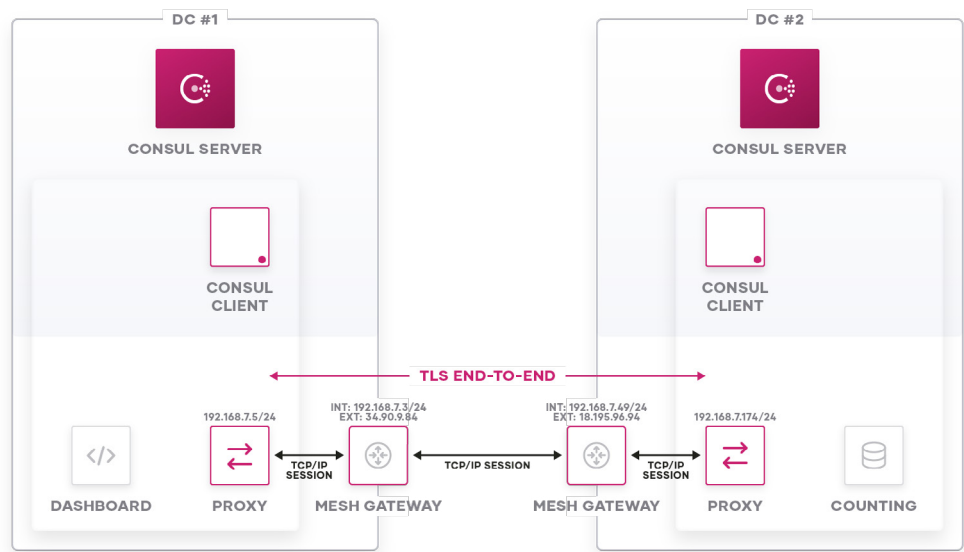 DC #1
DC #2
CONSUL SERVER
CONSUL SERVER
CONSUL
CLIENT
CONSUL
CLIENT
TLS END-TO-END
192.168.7.5/24
INT: 192.168.7.3/24
EXT: 34.90.9.84
INT: 192.168.7.49/24
EXT: 18.195.96.94
192.168.7.174/24
TCP/IP
SESSION
TCP/IP SESSION
TCP/IP
SESSION
DASHBOARD
PROXY
MESH GATEWAY
MESH GATEWAY
PROXY
COUNTING